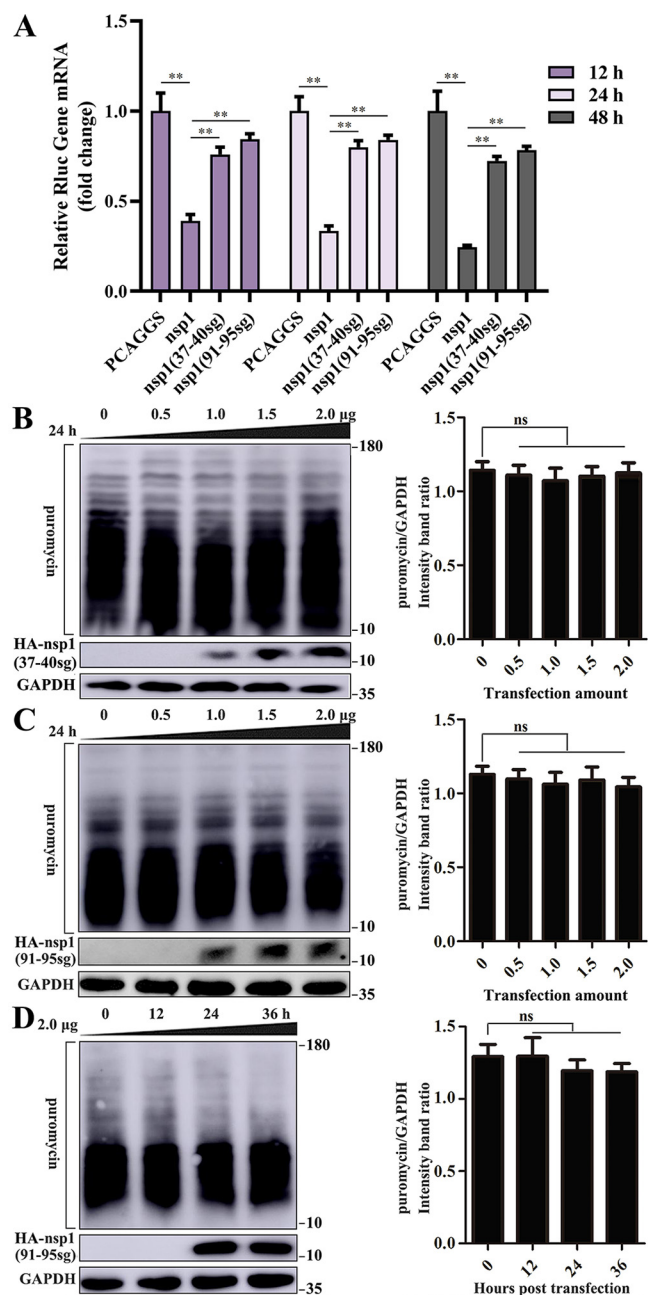 A
Relative Rluc Gene mRNA
(fold change)
1.5
1.0
0.5
0.0
** ** **
** ** **
** ** **
12 h
24 h
48 h
PCAGGS
nsp1
nsp1(37-40sg)
nsp1(91-95sg)
PCAGGS
nsp1
nsp1(37-40sg)
nsp1(91-95sg)
PCAGGS
nsp1
nsp1(37-40sg)
nsp1(91-95sg)
B
0 0.5 1.0 1.5 2.0 μg
24 h
-180
puromycin
-10
HA-nsp1
(37-40sg)
-10
GAPDH
-35
puromycin/GAPDH
Intensity band ratio
1.5
1.0
0.5
0.0
ns
0 0.5 1.0 1.5 2.0
Transfection amount
C
0 0.5 1.0 1.5 2.0 μg
24 h
-180
puromycin
-10
HA-nsp1
(91-95sg)
-10
GAPDH
-35
puromycin/GAPDH
Intensity band ratio
1.5
1.0
0.5
0.0
ns
0 0.5 1.0 1.5 2.0
Transfection amount
D
0 12 24 36 h
2.0 μg
-180
puromycin
-10
HA-nsp1
(91-95sg)
-10
GAPDH
-35
puromycin/GAPDH
Intensity band ratio
1.5
1.0
0.5
0.0
ns
0 12 24 36
Hours post transfection